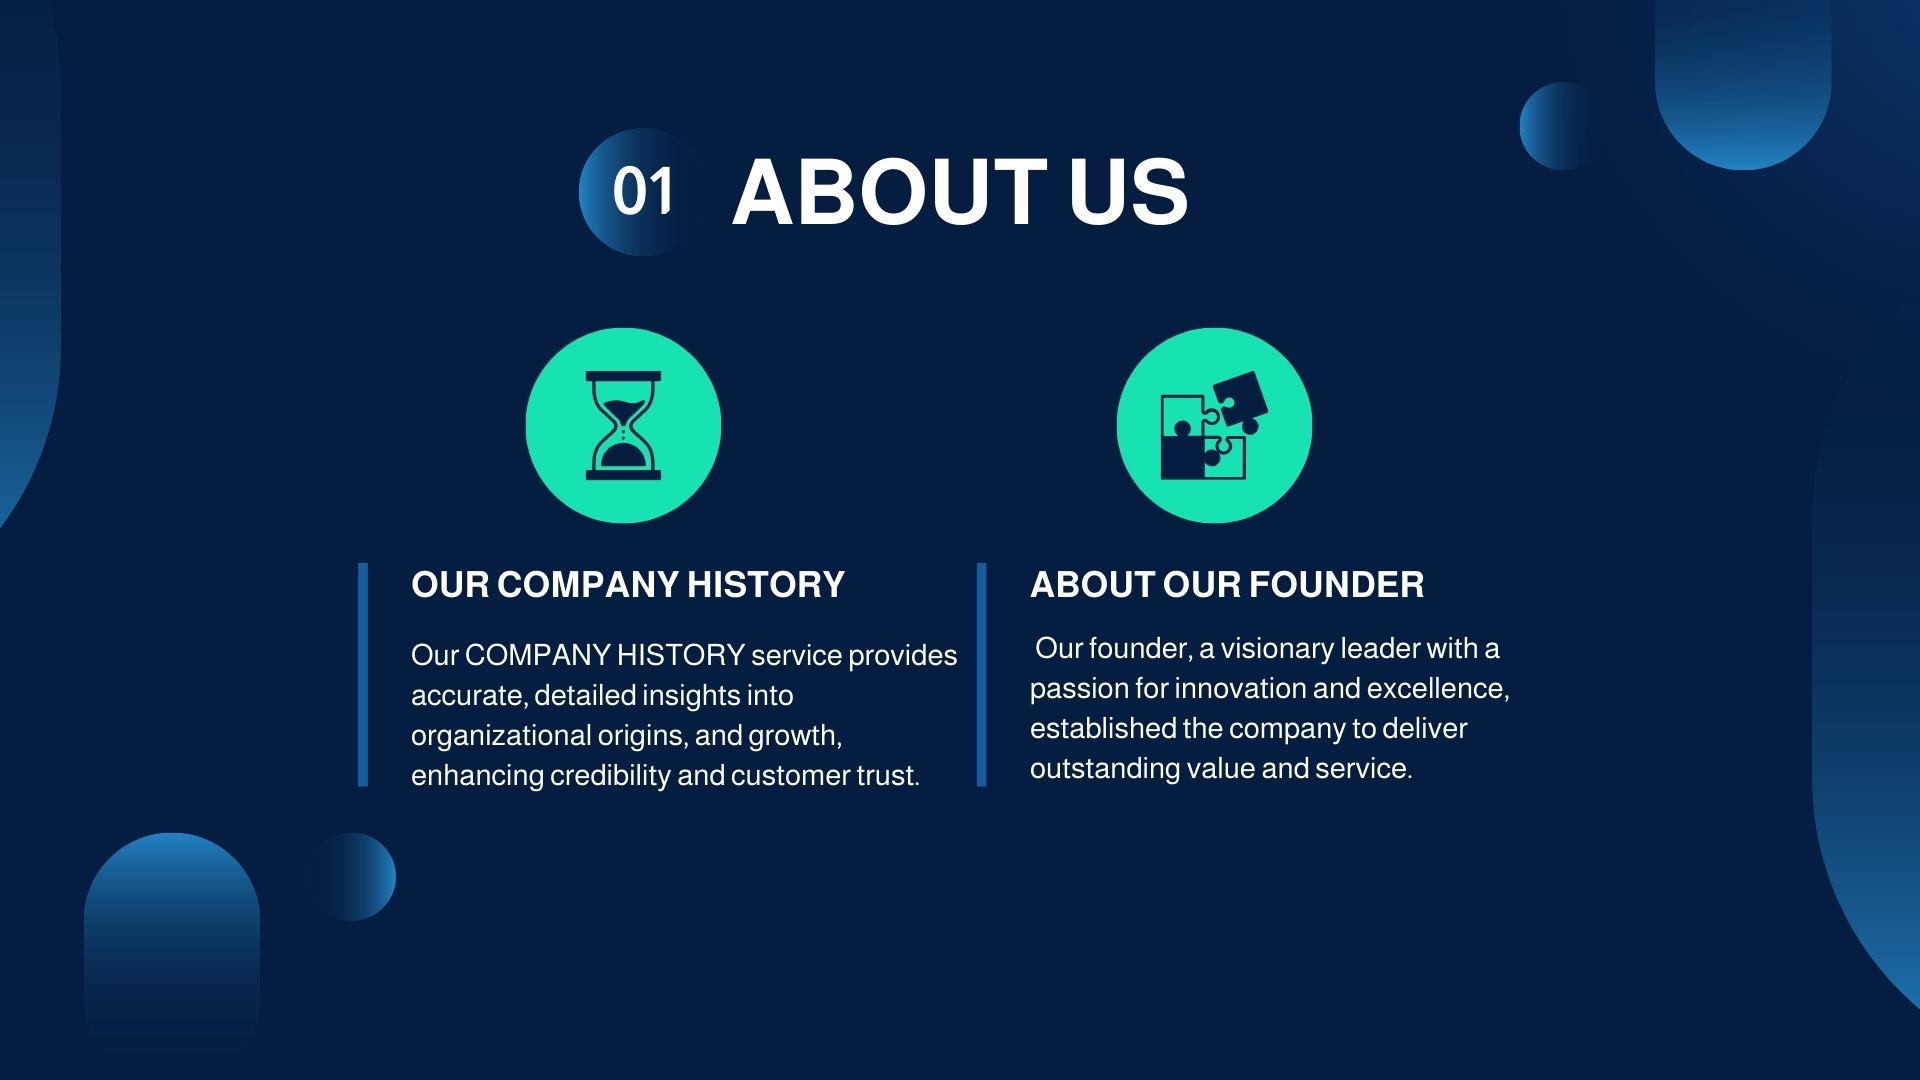 01 ABOUT US
OUR COMPANY HISTORY
Our COMPANY HISTORY service provides
accurate, detailed insights into
organizational origins, and growth,
enhancing credibility and customer trust.
ABOUT OUR FOUNDER
Our founder, a visionary leader with a
passion for innovation and excellence,
established the company to deliver
outstanding value and service.